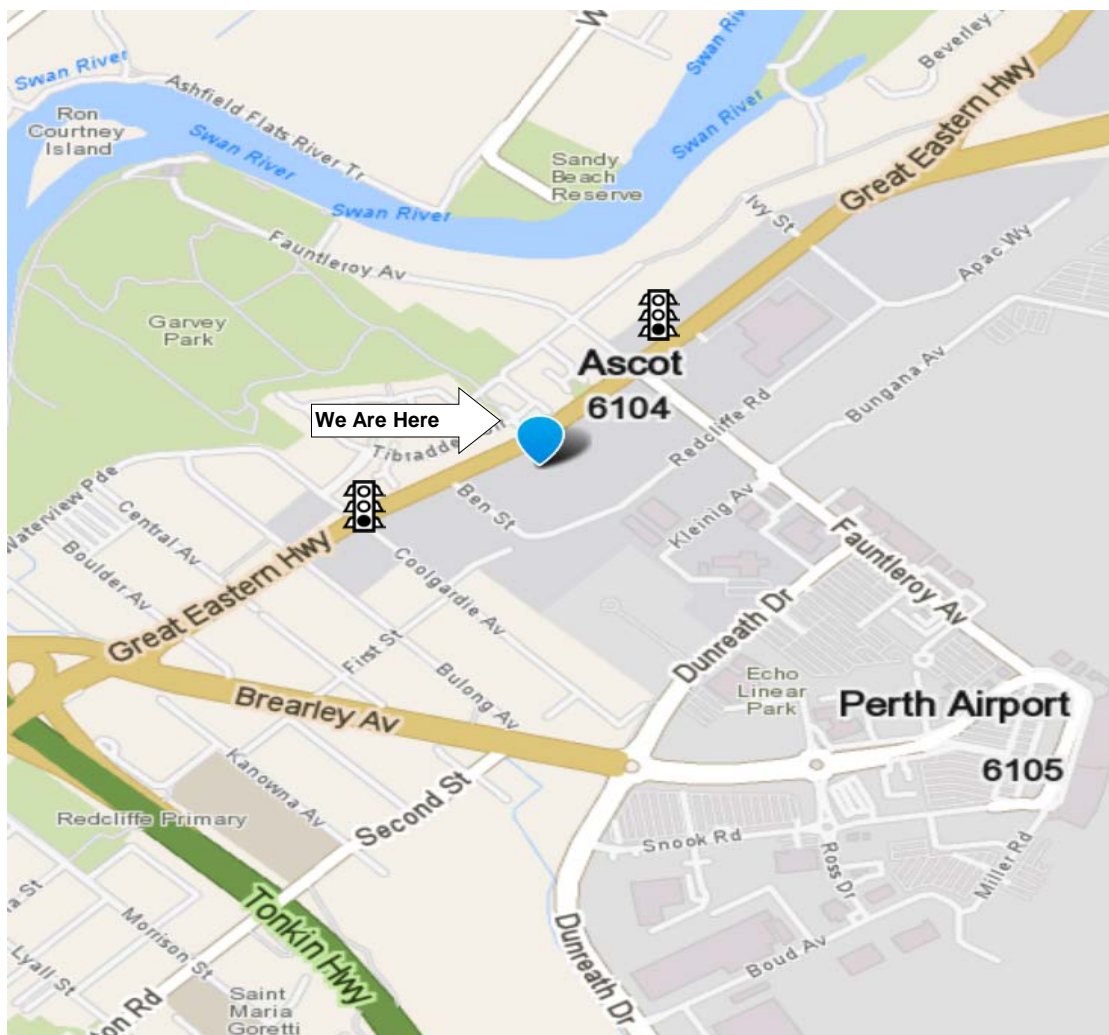 Swan River
Swan River
Beverley
Ashfield Flats River Tr
Ron
Courtney
Island
Swan River
Swan River
Great Eastern Hwy
Sandy
Beach
Reserve
Swan River
Ivy St
Fauntleroy Av
Apac Wy
Garvey
Park
Bungana Av
Ascot
6104
We Are Here
Redcliffe Rd
Waterview Pde
Ben St
Central Av
Boulder Av
Kleinig Av
Great Eastern Hwy
Coolgardie Av
Fauntleroy Av
First St
Dunreath Dr
Bulong Av
Echo
Linear
Park
Brearley Av
Perth Airport
6105
Kanowna Av
Second St
Redcliffe Primary
Snook Rd
Ross Dr
Miller Rd
Tonkin Hwy
Morrison St
Lyall St
Dunreath Dr
Boud Av
Saint
Maria
Goretti
Rd